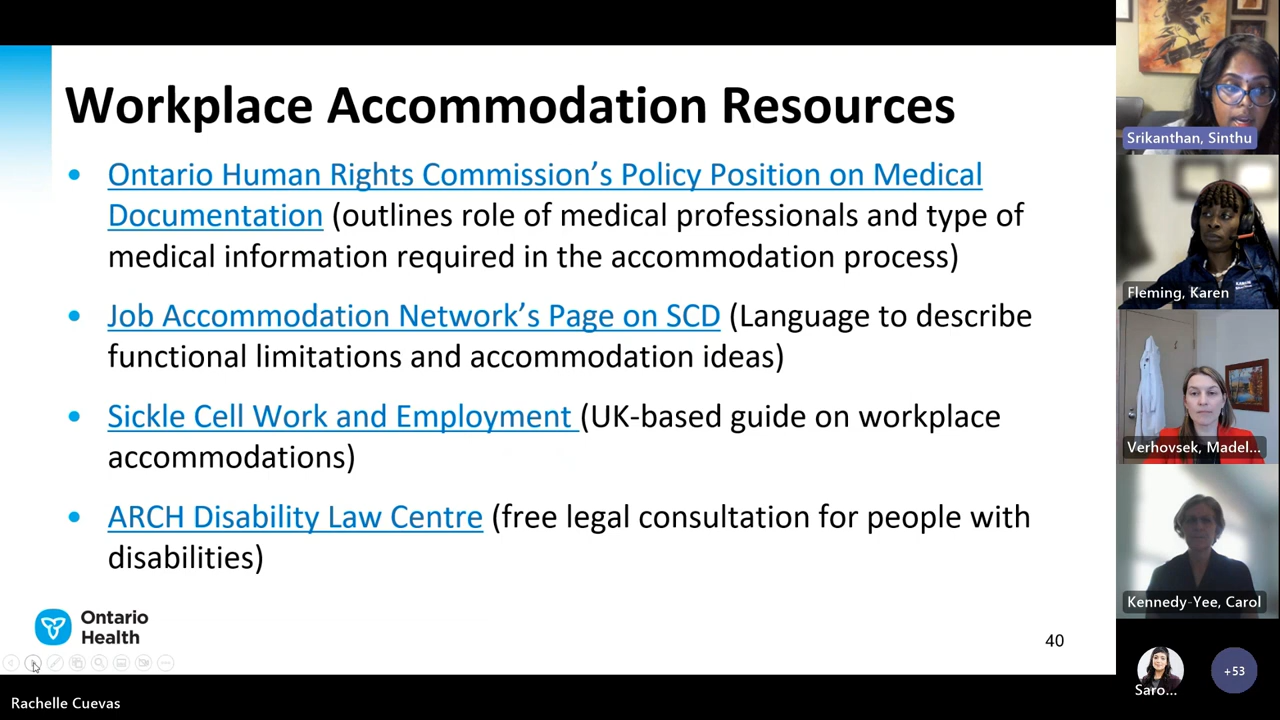 Workplace Accommodation Resources
• Ontario Human Rights Commission’s Policy Position on Medical
Documentation (outlines role of medical professionals and type of
medical information required in the accommodation process)
• Job Accommodation Network’s Page on SCD (Language to describe
functional limitations and accommodation ideas)
• Sickle Cell Work and Employment (UK-based guide on workplace
accommodations)
• ARCH Disability Law Centre (free legal consultation for people with
disabilities)
Ontario
Health
40
Rachelle Cuevas
Srikanthan, Sinthu
Fleming, Karen
Verhovsek, Madel...
Kennedy-Yee, Carol
Saro...
+53